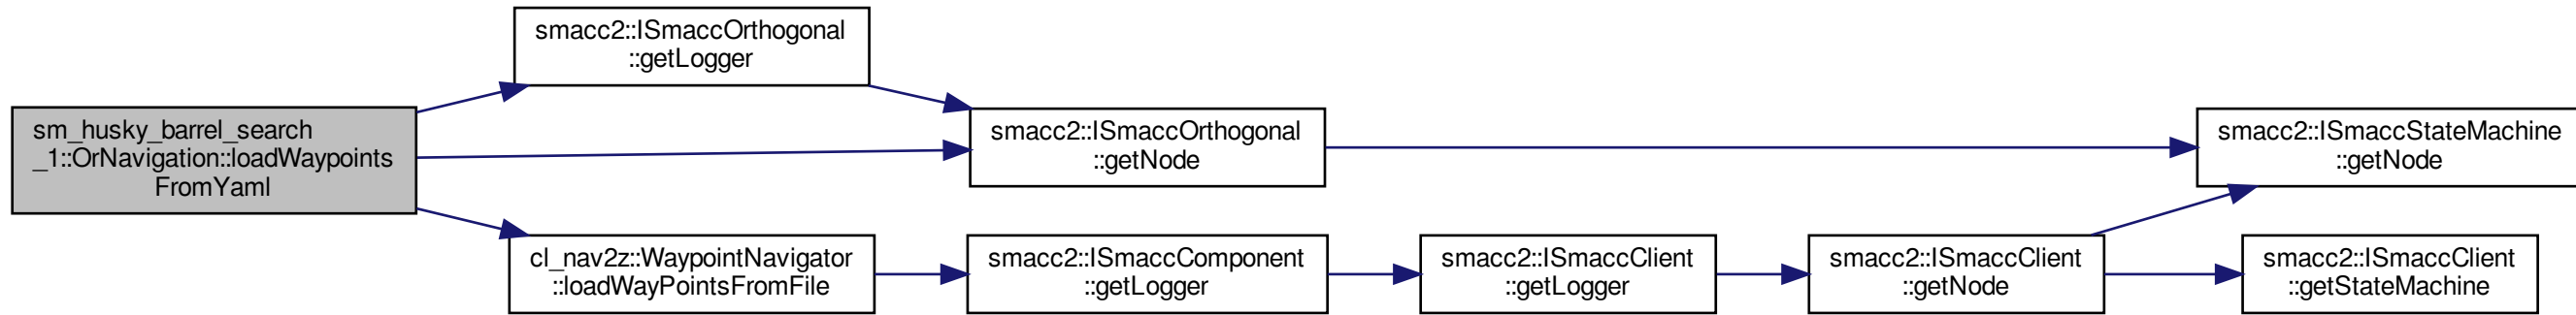 smacc2::ISmaccOrthogonal
::getLogger
sm_husky_barrel_search
_1::OrNavigation::loadWaypoints
FromYaml
smacc2::ISmaccOrthogonal
::getNode
smacc2::ISmaccStateMachine
::getNode
cl_nav2z::WaypointNavigator
::loadWayPointsFromFile
smacc2::ISmaccComponent
::getLogger
smacc2::ISmaccClient
::getLogger
smacc2::ISmaccClient
::getNode
smacc2::ISmaccClient
::getStateMachine